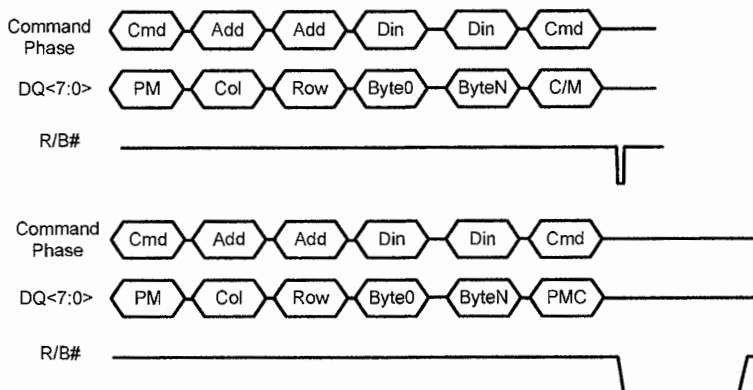 Command Phase Cmd Add Add Din Din Cmd
DQ<7:0> PM Col Row Byte0 ByteN C/M
R/B#
Command Phase Cmd Add Add Din Din Cmd
DQ<7:0> PM Col Row Byte0 ByteN PMC
R/B#